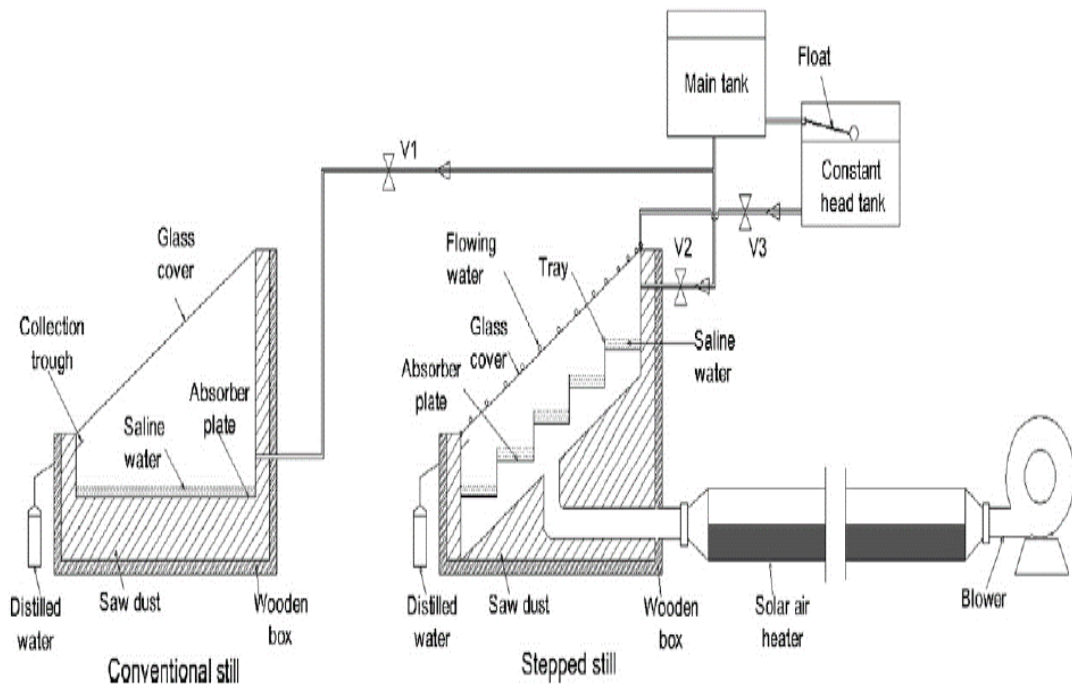 Main tank
Float
Constant
head tank
V1
V3
V2
Glass
cover
Flowing
water
Tray
Collection
trough
Glass
cover
Saline
water
Absorber
plate
Absorber
plate
Saline
water
Distilled
water
Saw dust
Wooden
box
Distilled
water
Saw dust
Wooden
box
Solar air
heater
Blower
Conventional still
Stepped still